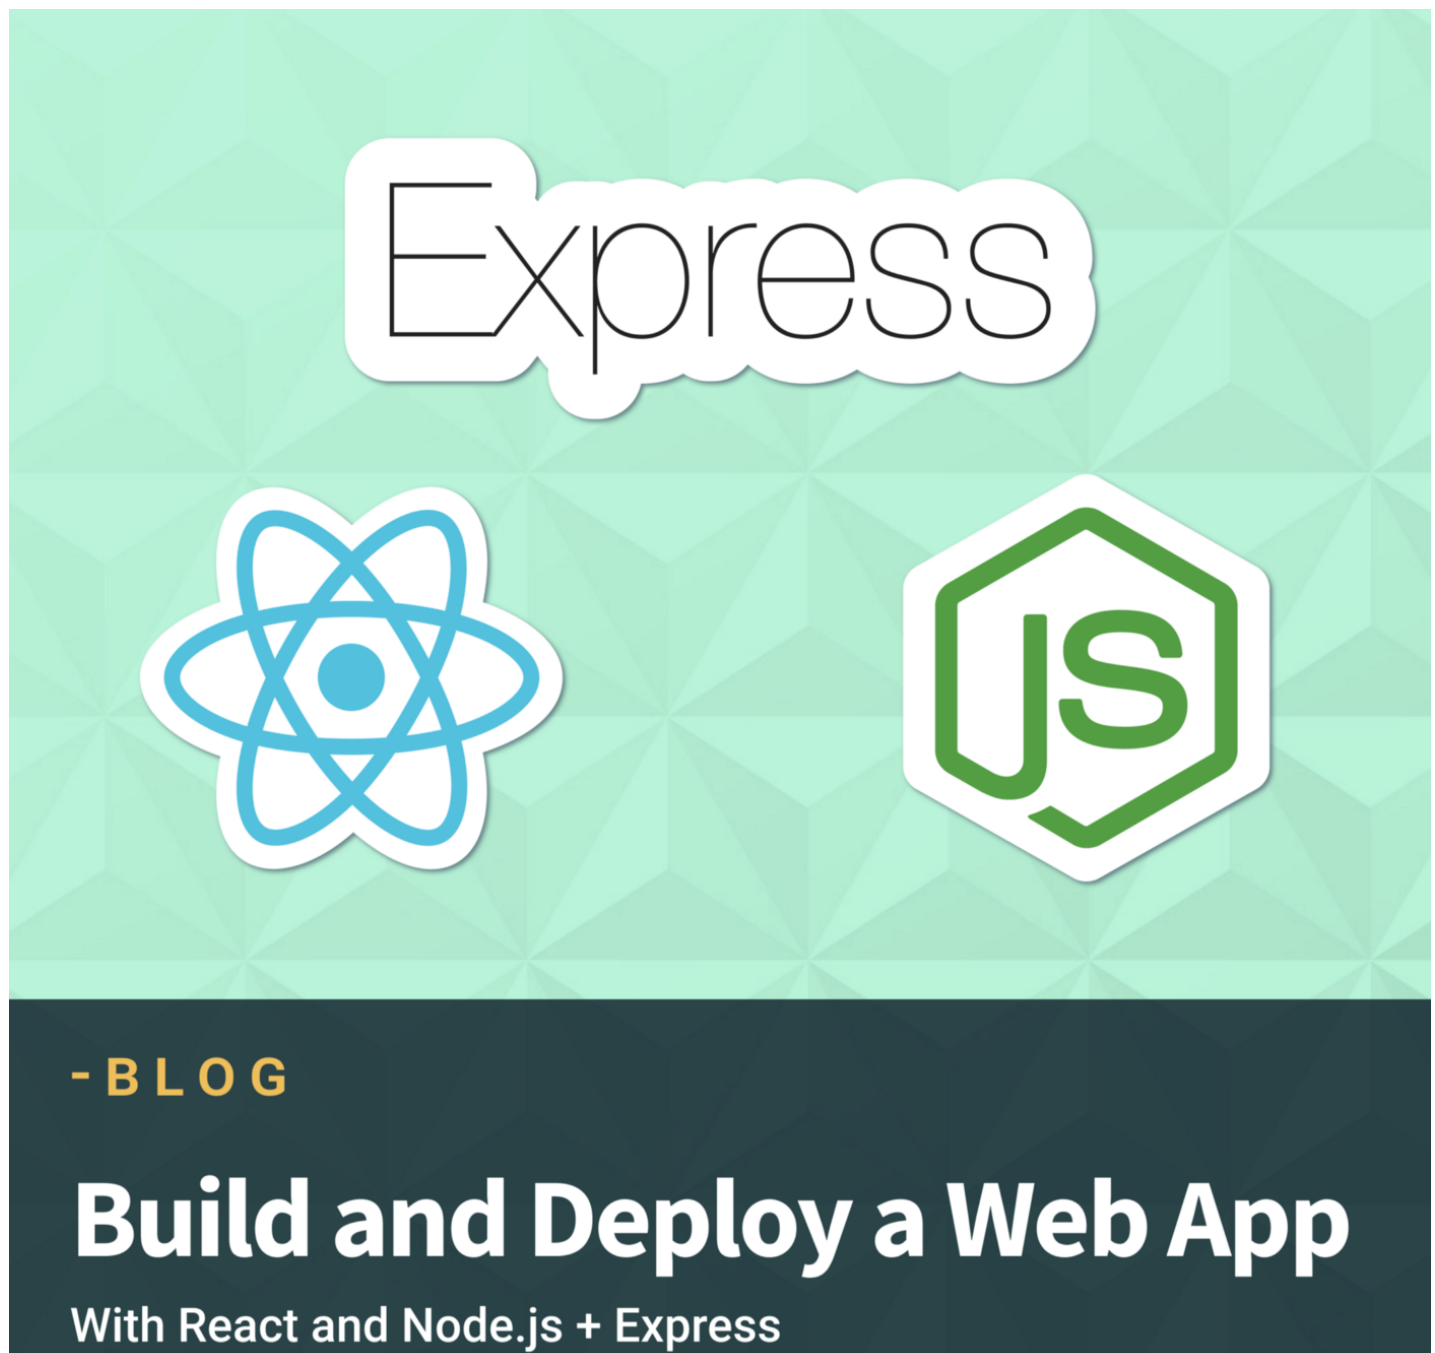 Express
JS
-BLOG
Build and Deploy a Web App
With React and Node.js + Express